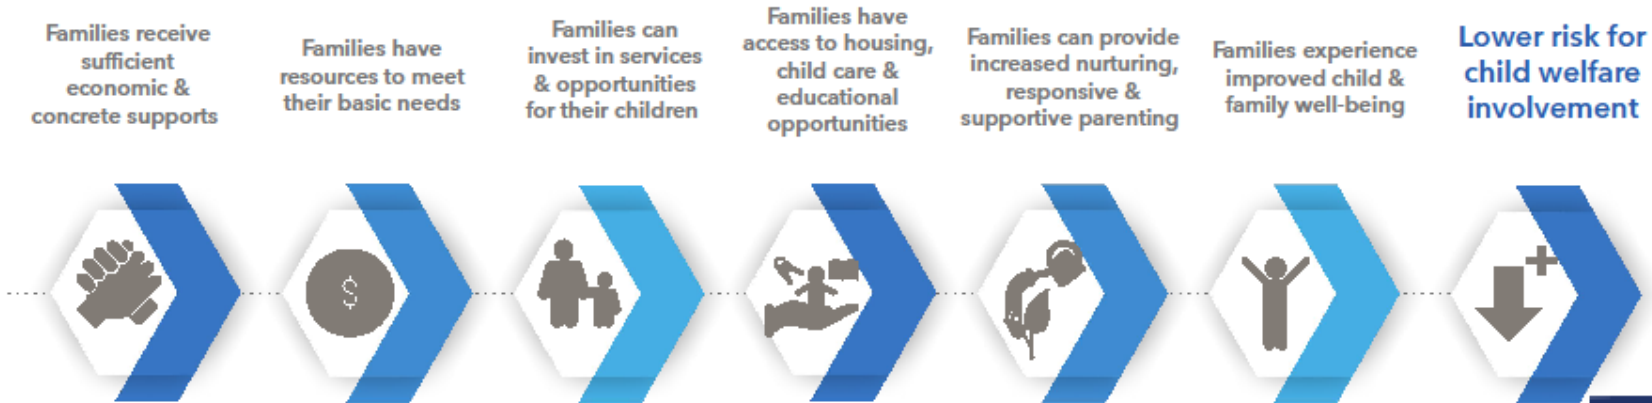 Families receive
sufficient
economic &
concrete supports
Families have
resources to meet
their basic needs
Families can
invest in services
& opportunities
for their children
Families have
access to housing,
child care &
educational
opportunities
Families can provide
increased nurturing,
responsive &
supportive parenting
Families experience
improved child &
family well-being
Lower risk for
child welfare
involvement
$